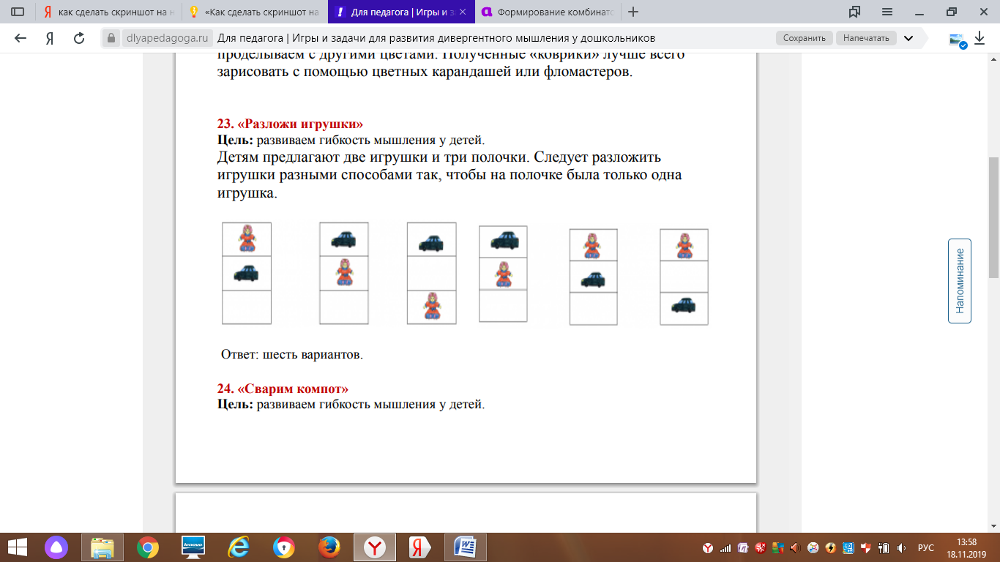 как сделать скриншот на н
«Как сделать скриншот на
Для педагога | Игры и за
Формирование комбинато
dlyapedagoga.ru Для педагога | Игры и задачи для развития дивергентного мышления у дошкольников
Сохранить
Напечатать
проделываем с другими цветами. Полученные «коврики» лучше всего
зарисовать с помощью цветных карандашей или фломастеров.
23. «Разложи игрушки»
Цель: развиваем гибкость мышления у детей.
Детям предлагают две игрушки и три полочки. Следует разложить
игрушки разными способами так, чтобы на полочке была только одна
игрушка.
Ответ: шесть вариантов.
24. «Сварим компот»
Цель: развиваем гибкость мышления у детей.
Напоминание
lenovo
РУС
13:58
18.11.2019